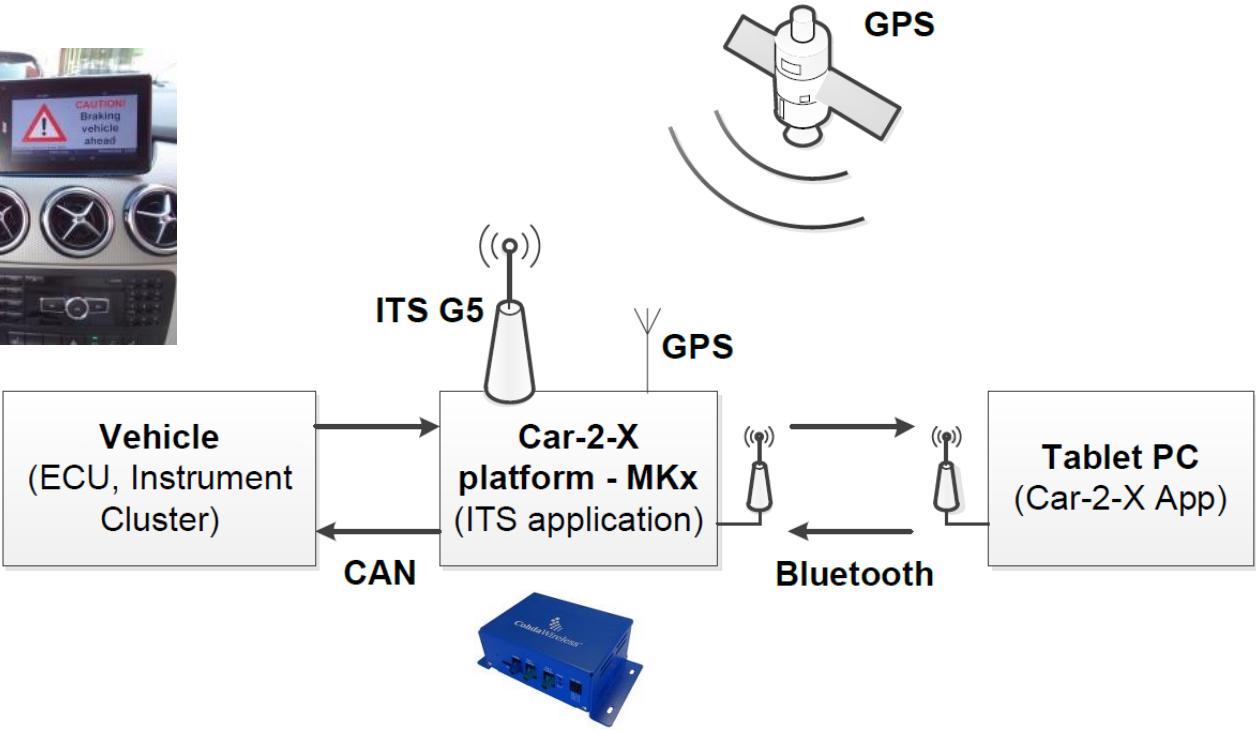 GPS
CAUTION!
Braking
vehicle
ahead
ITS G5
GPS
Vehicle
(ECU, Instrument
Cluster)
Car-2-X
platform - MKx
(ITS application)
Tablet PC
(Car-2-X App)
CAN
Bluetooth
CohdaWireless